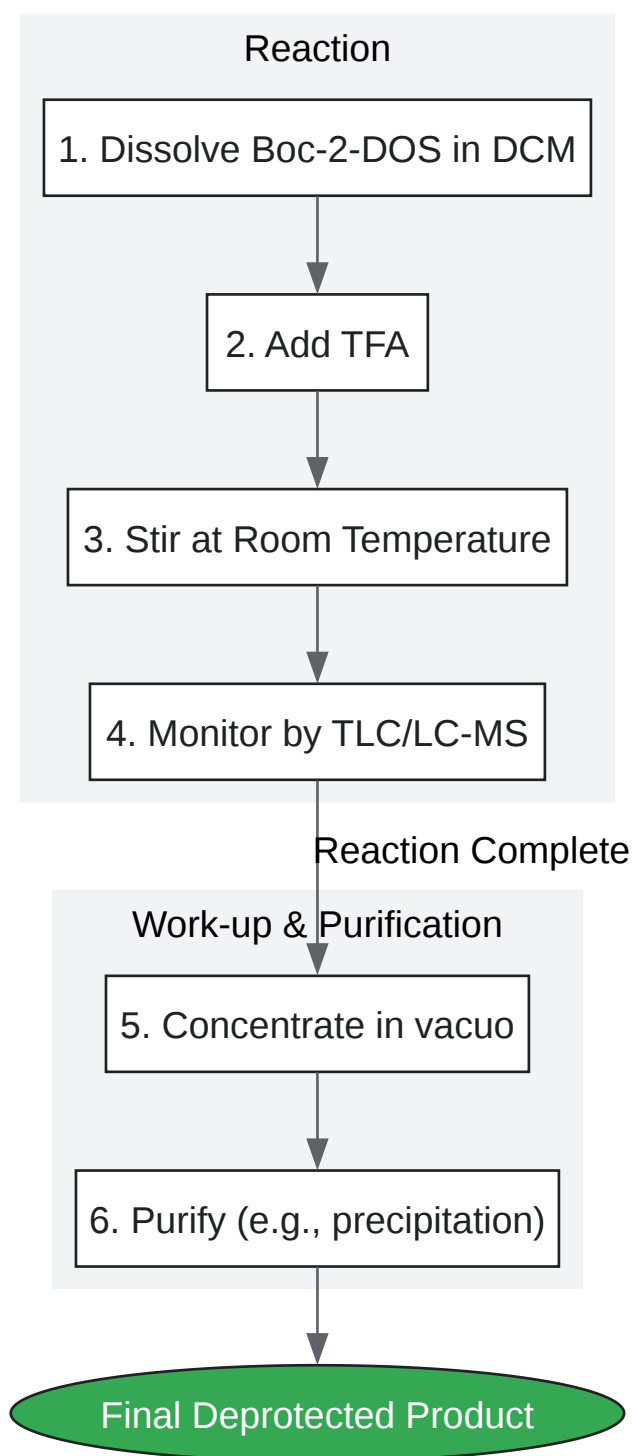 Reaction
1. Dissolve Boc-2-DOS in DCM
2. Add TFA
3. Stir at Room Temperature
4. Monitor by TLC/LC-MS
Reaction Complete
Work-up & Purification
5. Concentrate in vacuo
6. Purify (e.g., precipitation)
Final Deprotected Product